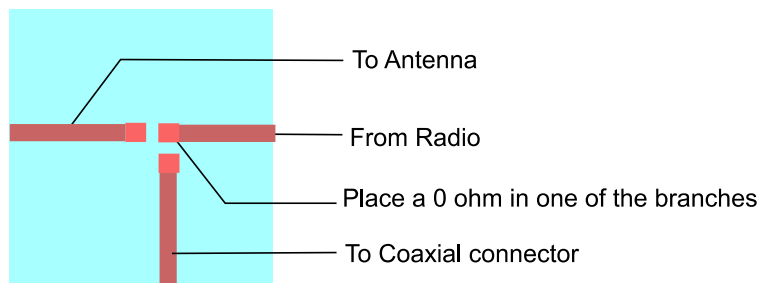 To Antenna
From Radio
Place a 0 ohm in one of the branches
To Coaxial connector